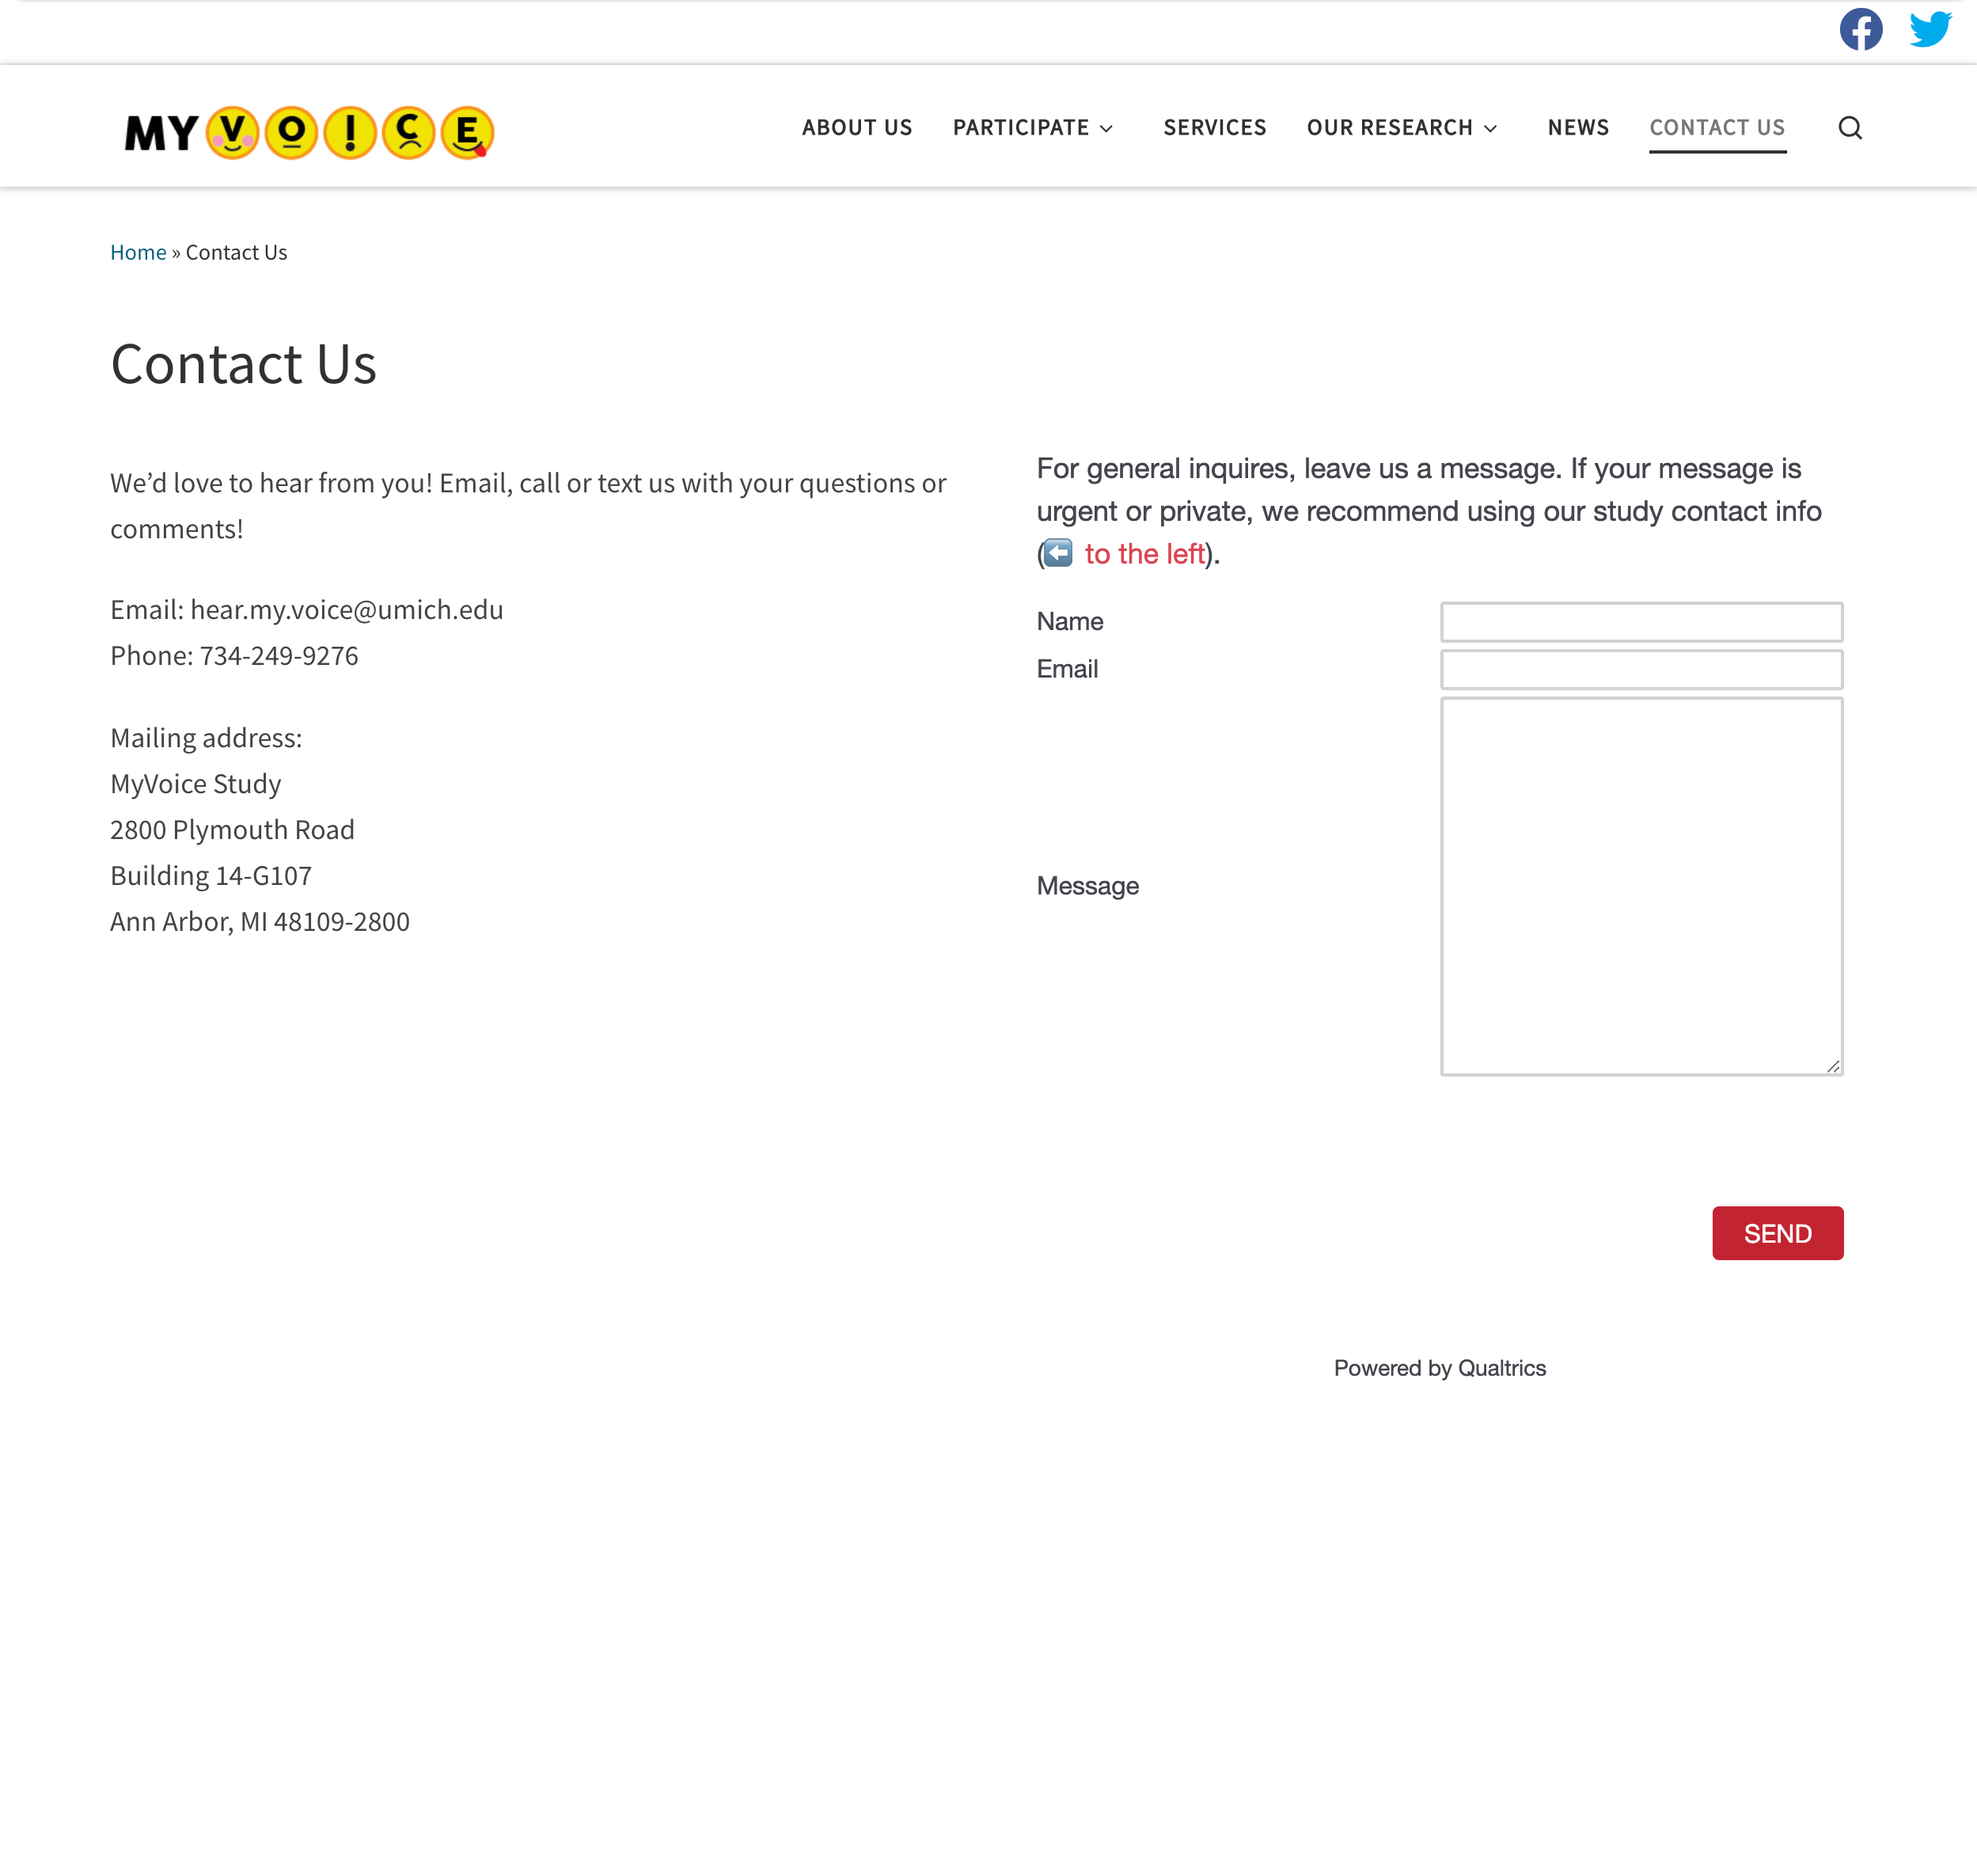 MYVO!CE
ABOUT US PARTICIPATE SERVICES OUR RESEARCH NEWS CONTACT US
Home » Contact Us
Contact Us
We’d love to hear from you! Email, call or text us with your questions or
comments!
Email: hear.my.voice@umich.edu
Phone: 734-249-9276
Mailing address:
MyVoice Study
2800 Plymouth Road
Building 14-G107
Ann Arbor, MI 48109-2800
For general inquires, leave us a message. If your message is
urgent or private, we recommend using our study contact info
(⬅️ to the left).
Name
Email
Message
SEND
Powered by Qualtrics